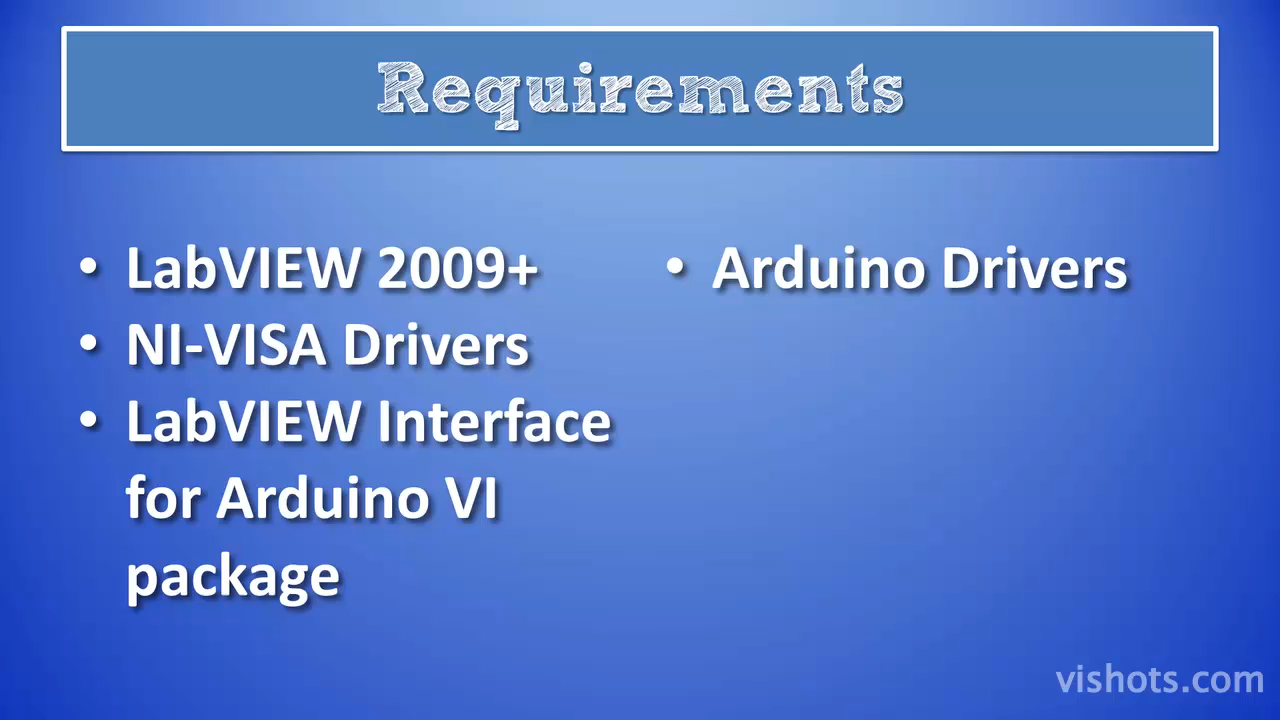 Requirements
• LabVIEW 2009+
• NI-VISA Drivers
• LabVIEW Interface
for Arduino VI
package
• Arduino Drivers
vishots.com